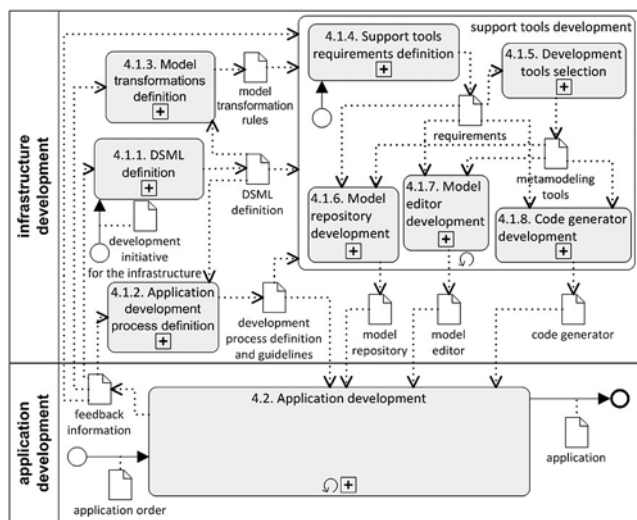 infrastructure
development
support tools development
4.1.4. Support tools
requirements definition
4.1.5. Development
tools selection
4.1.3. Model
transformations
definition
model
transformation
rules
requirements
4.1.1. DSML
definition
DSML
definition
metamodeling
tools
4.1.6. Model
repository
development
4.1.7. Model
editor
development
4.1.8. Code generator
development
development
initiative
for the infrastructure
4.1.2. Application
development
process definition
development
process definition
and guidelines
model
repository
model
editor
code generator
application
development
feedback
information
4.2. Application development
application
application order